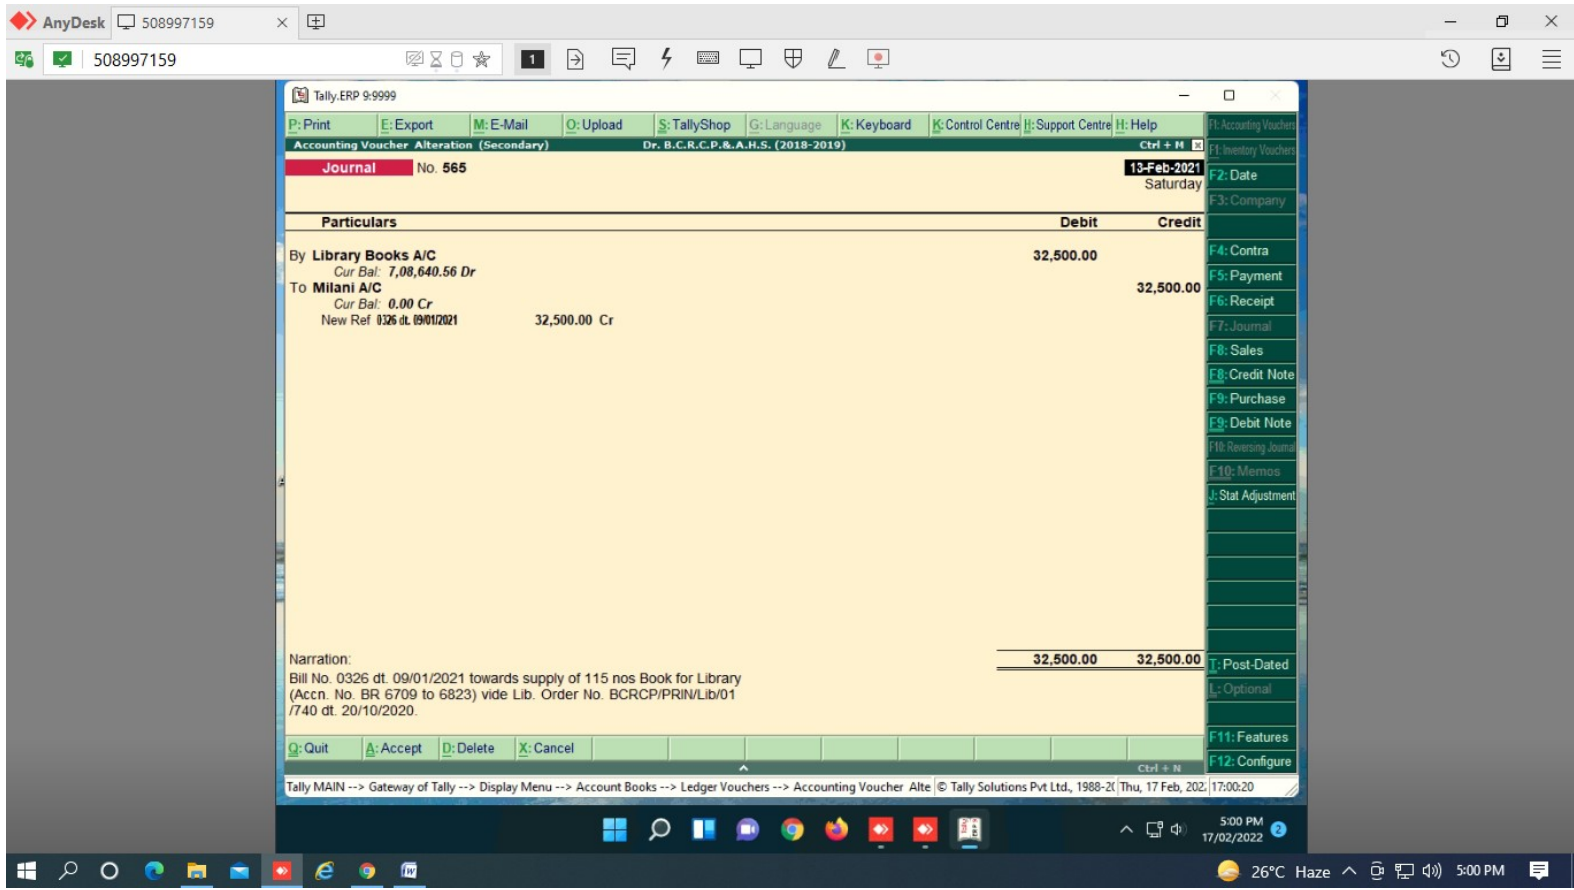 AnyDesk 508997159
508997159
1
Tally.ERP 9:9999
P: Print E: Export M: E-Mail O: Upload S: TallyShop G: Language K: Keyboard K: Control Centre H: Support Centre H: Help
Accounting Voucher Alteration (Secondary) Dr. B.C.R.C.P.&.A.H.S. (2018-2019) Ctrl + M
Journal No. 565 13-Feb-2021
Saturday
Particulars Debit Credit
By Library Books A/C 32,500.00
Cur Bal: 7,08,640.56 Dr
To Milani A/C 32,500.00
Cur Bal: 0.00 Cr
New Ref 0326 dt. 09/01/2021 32,500.00 Cr
Narration: 32,500.00 32,500.00
Bill No. 0326 dt. 09/01/2021 towards supply of 115 nos Book for Library
(Accn. No. BR 6709 to 6823) vide Lib. Order No. BCRCP/PRIN/Lib/01
/740 dt. 20/10/2020.
Q: Quit A: Accept D: Delete X: Cancel
Ctrl + N
F1: Accounting Vouchers
F1: Inventory Vouchers
F2: Date
F3: Company
F4: Contra
F5: Payment
F6: Receipt
F7: Journal
F8: Sales
F8: Credit Note
F9: Purchase
F9: Debit Note
F10: Reversing Journal
F10: Memos
J: Stat Adjustment
T: Post-Dated
L: Optional
F11: Features
F12: Configure
Tally MAIN --> Gateway of Tally --> Display Menu --> Account Books --> Ledger Vouchers --> Accounting Voucher Alte © Tally Solutions Pvt Ltd., 1988-20 Thu, 17 Feb, 202 17:00:20
5:00 PM
17/02/2022 2
26°C Haze 5:00 PM